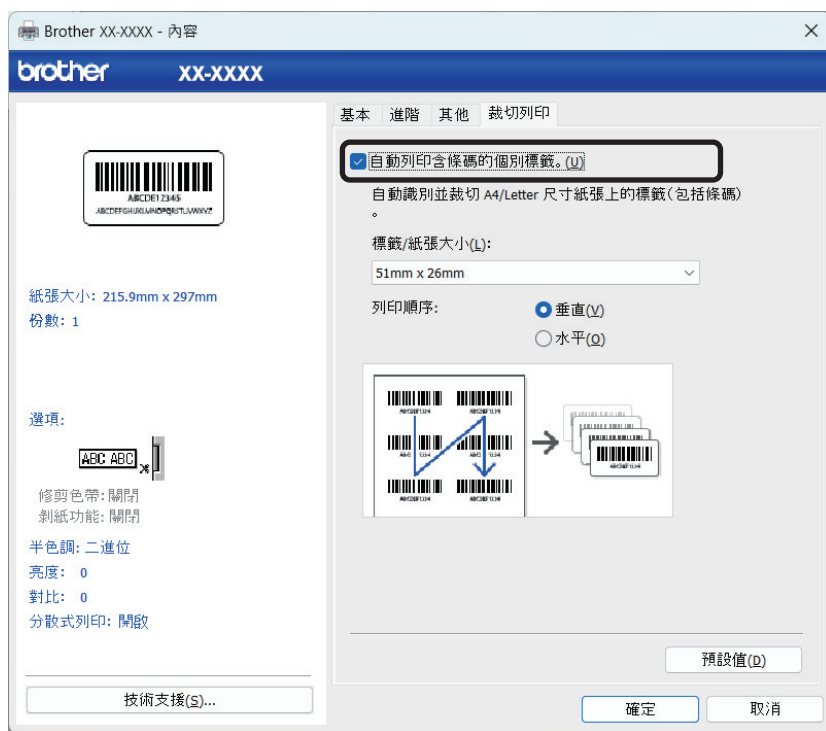 Brother XX-XXXX - 內容
brother XX-XXXX
基本 進階 其他 裁切列印
自動列印含條碼的個別標籤。(U)
自動識別並裁切 A4/Letter 尺寸紙張上的標籤(包括條碼)
。
標籤/紙張大小(L):
51mm x 26mm
列印順序:
垂直(V)
水平(O)
ABCDE12345
紙張大小: 215.9mm x 297mm
份數: 1
選項:
ABC ABC
修剪色帶: 關閉
剝紙功能: 關閉
半色調: 二進位
亮度: 0
對比: 0
分散式列印: 開啟
技術支援(S)...
預設值(D)
確定
取消